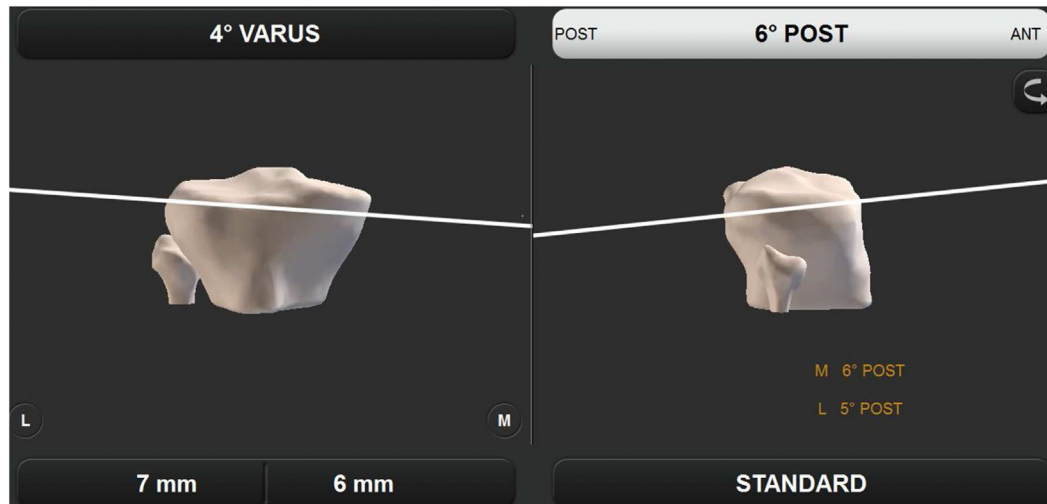 4° VARUS
POST 6° POST ANT
M 6° POST
L 5° POST
L M
7 mm 6 mm
STANDARD